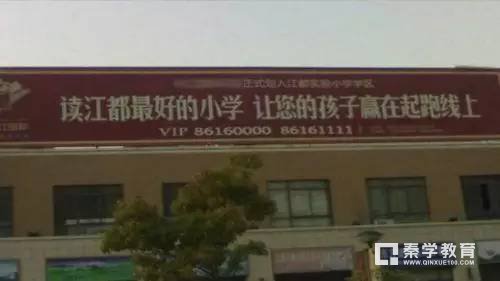 正式划入江都实验小学学区
读江都最好的小学 让您的孩子赢在起跑线上
VIP 86160000 86161111
秦学教育
WWW.QINXUE100.COM